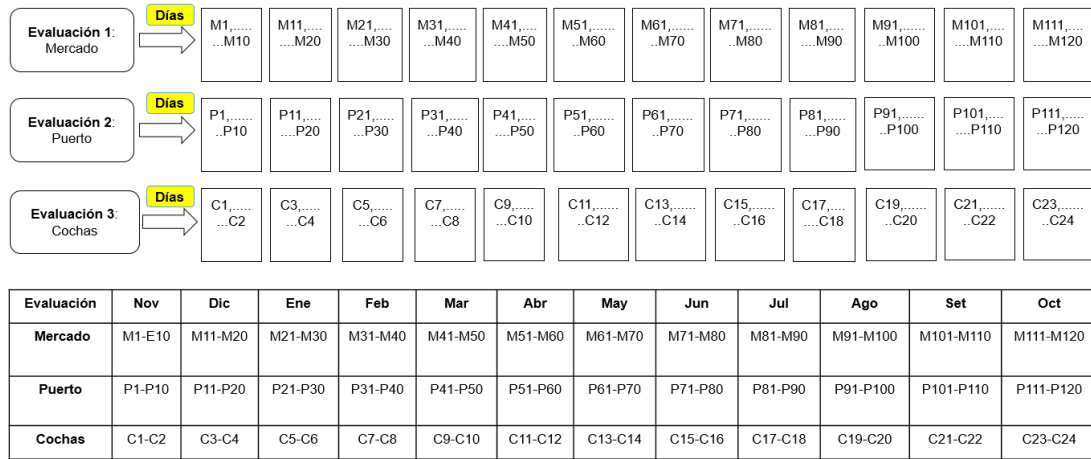 Días
Evaluación 1:
Mercado
M1,.....
...M10
M11,....
....M20
M21,....
....M30
M31,....
...M40
M41,....
....M50
M51,.....
..M60
M61,......
...M70
M71,.....
..M80
M81,....
....M90
M91,.....
..M100
M101,....
....M110
M111,....
....M120
Días
Evaluación 2:
Puerto
P1,......
..P10
P11,....
....P20
P21,......
...P30
P31,....
...P40
P41,....
....P50
P51,......
..P60
P61,......
..P70
P71,......
..P80
P81,....
....P90
P91,......
..P100
P101,....
....P110
P111,.....
...P120
Días
Evaluación 3:
Cochas
C1,.....
...C2
C3,....
....C4
C5,.....
...C6
C7,.....
...C8
C9,.....
...C10
C11,.....
..C12
C13,......
..C14
C15,......
..C16
C17,....
....C18
C19,......
..C20
C21,......
..C22
C23,......
..C24
Evaluación Nov Dic Ene Feb Mar Abr May Jun Jul Ago Set Oct
Mercado M1-E10 M11-M20 M21-M30 M31-M40 M41-M50 M51-M60 M61-M70 M71-M80 M81-M90 M91-M100 M101-M110 M111-M120
Puerto P1-P10 P11-P20 P21-P30 P31-P40 P41-P50 P51-P60 P61-P70 P71-P80 P81-P90 P91-P100 P101-P110 P111-P120
Cochas C1-C2 C3-C4 C5-C6 C7-C8 C9-C10 C11-C12 C13-C14 C15-C16 C17-C18 C19-C20 C21-C22 C23-C24